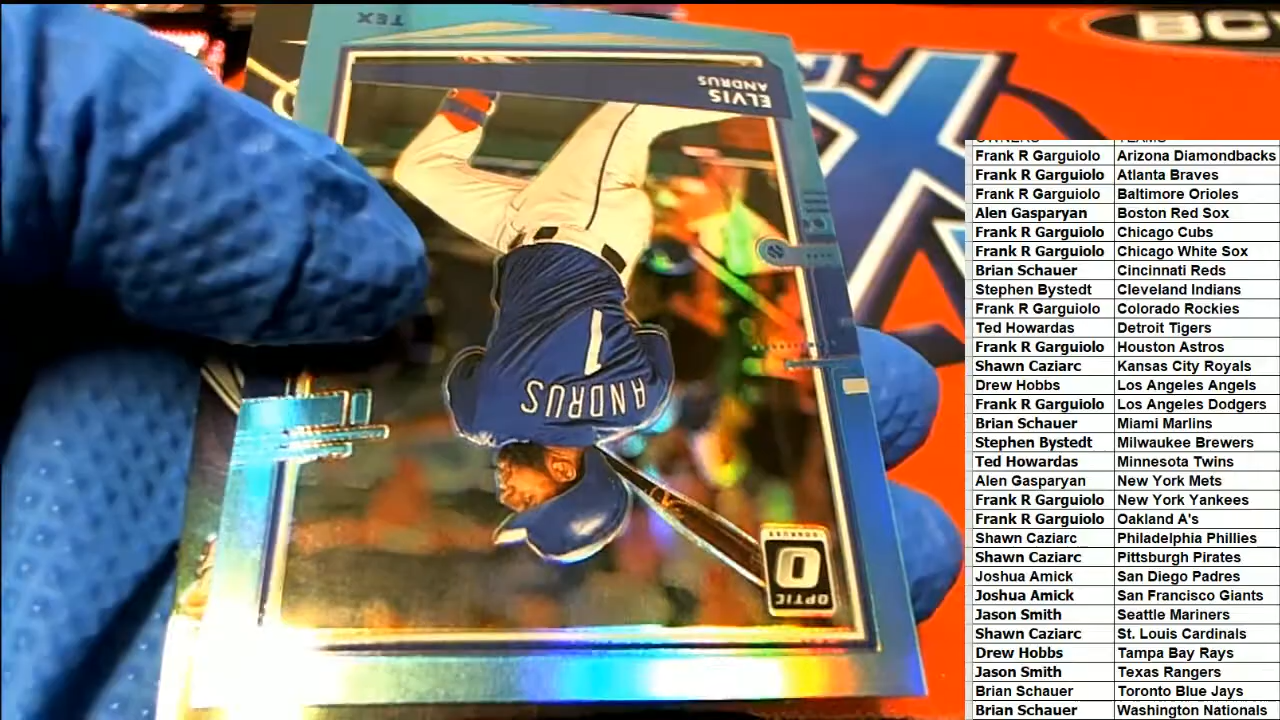 TEX
ELVIS
ANDRUS
1
ANDRUS
O
OPTIC
DONRUSS
BC
OWNERS TEAMS
Frank R Garguiolo Arizona Diamondbacks
Frank R Garguiolo Atlanta Braves
Frank R Garguiolo Baltimore Orioles
Alen Gasparyan Boston Red Sox
Frank R Garguiolo Chicago Cubs
Frank R Garguiolo Chicago White Sox
Brian Schauer Cincinnati Reds
Stephen Bystedt Cleveland Indians
Frank R Garguiolo Colorado Rockies
Ted Howardas Detroit Tigers
Frank R Garguiolo Houston Astros
Shawn Caziarc Kansas City Royals
Drew Hobbs Los Angeles Angels
Frank R Garguiolo Los Angeles Dodgers
Brian Schauer Miami Marlins
Stephen Bystedt Milwaukee Brewers
Ted Howardas Minnesota Twins
Alen Gasparyan New York Mets
Frank R Garguiolo New York Yankees
Frank R Garguiolo Oakland A's
Shawn Caziarc Philadelphia Phillies
Shawn Caziarc Pittsburgh Pirates
Joshua Amick San Diego Padres
Joshua Amick San Francisco Giants
Jason Smith Seattle Mariners
Shawn Caziarc St. Louis Cardinals
Drew Hobbs Tampa Bay Rays
Jason Smith Texas Rangers
Brian Schauer Toronto Blue Jays
Brian Schauer Washington Nationals